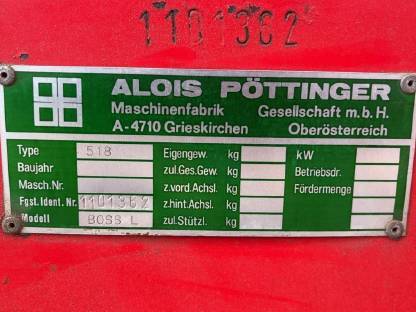 1101362
ALOIS PÖTTINGER
Maschinenfabrik Gesellschaft m.b.H.
A-4710 Grieskirchen Oberösterreich
Type 518 Eigengew. kg kW
Baujahr zul.Ges.Gew. kg Betriebsdr.
Masch.Nr. z.vord.Achsl. kg Fördermenge
Fgst. Ident. Nr. 1101362 z.hint.Achsl. kg
Modell BOSS L zul.Stützl. kg